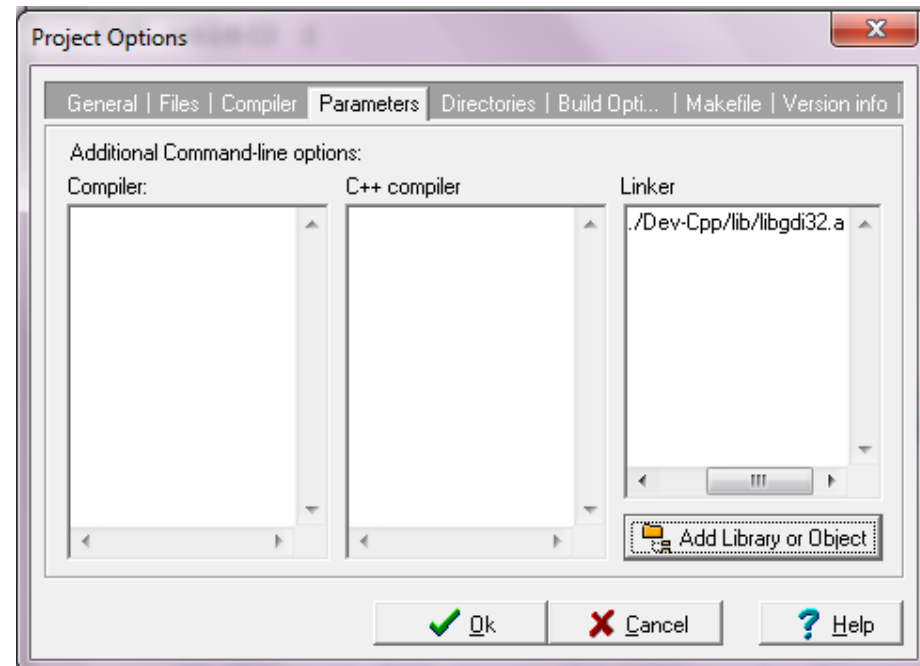 Project Options
General | Files | Compiler | Parameters | Directories | Build Opti... | Makefile | Version info |
Additional Command-line options:
Compiler: C++ compiler Linker
./Dev-Cpp/lib/libgdi32.a
Add Library or Object
Ok Cancel Help